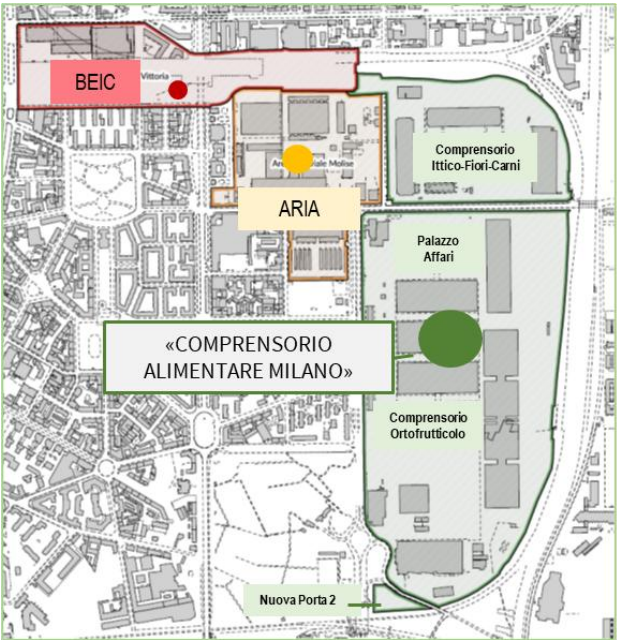 BEIC
Vittoria
Comprensorio
Ittico-Fiori-Carni
ARIA
Palazzo
Affari
«COMPRENSORIO
ALIMENTARE MILANO»
Comprensorio
Ortofrutticolo
Nuova Porta 2